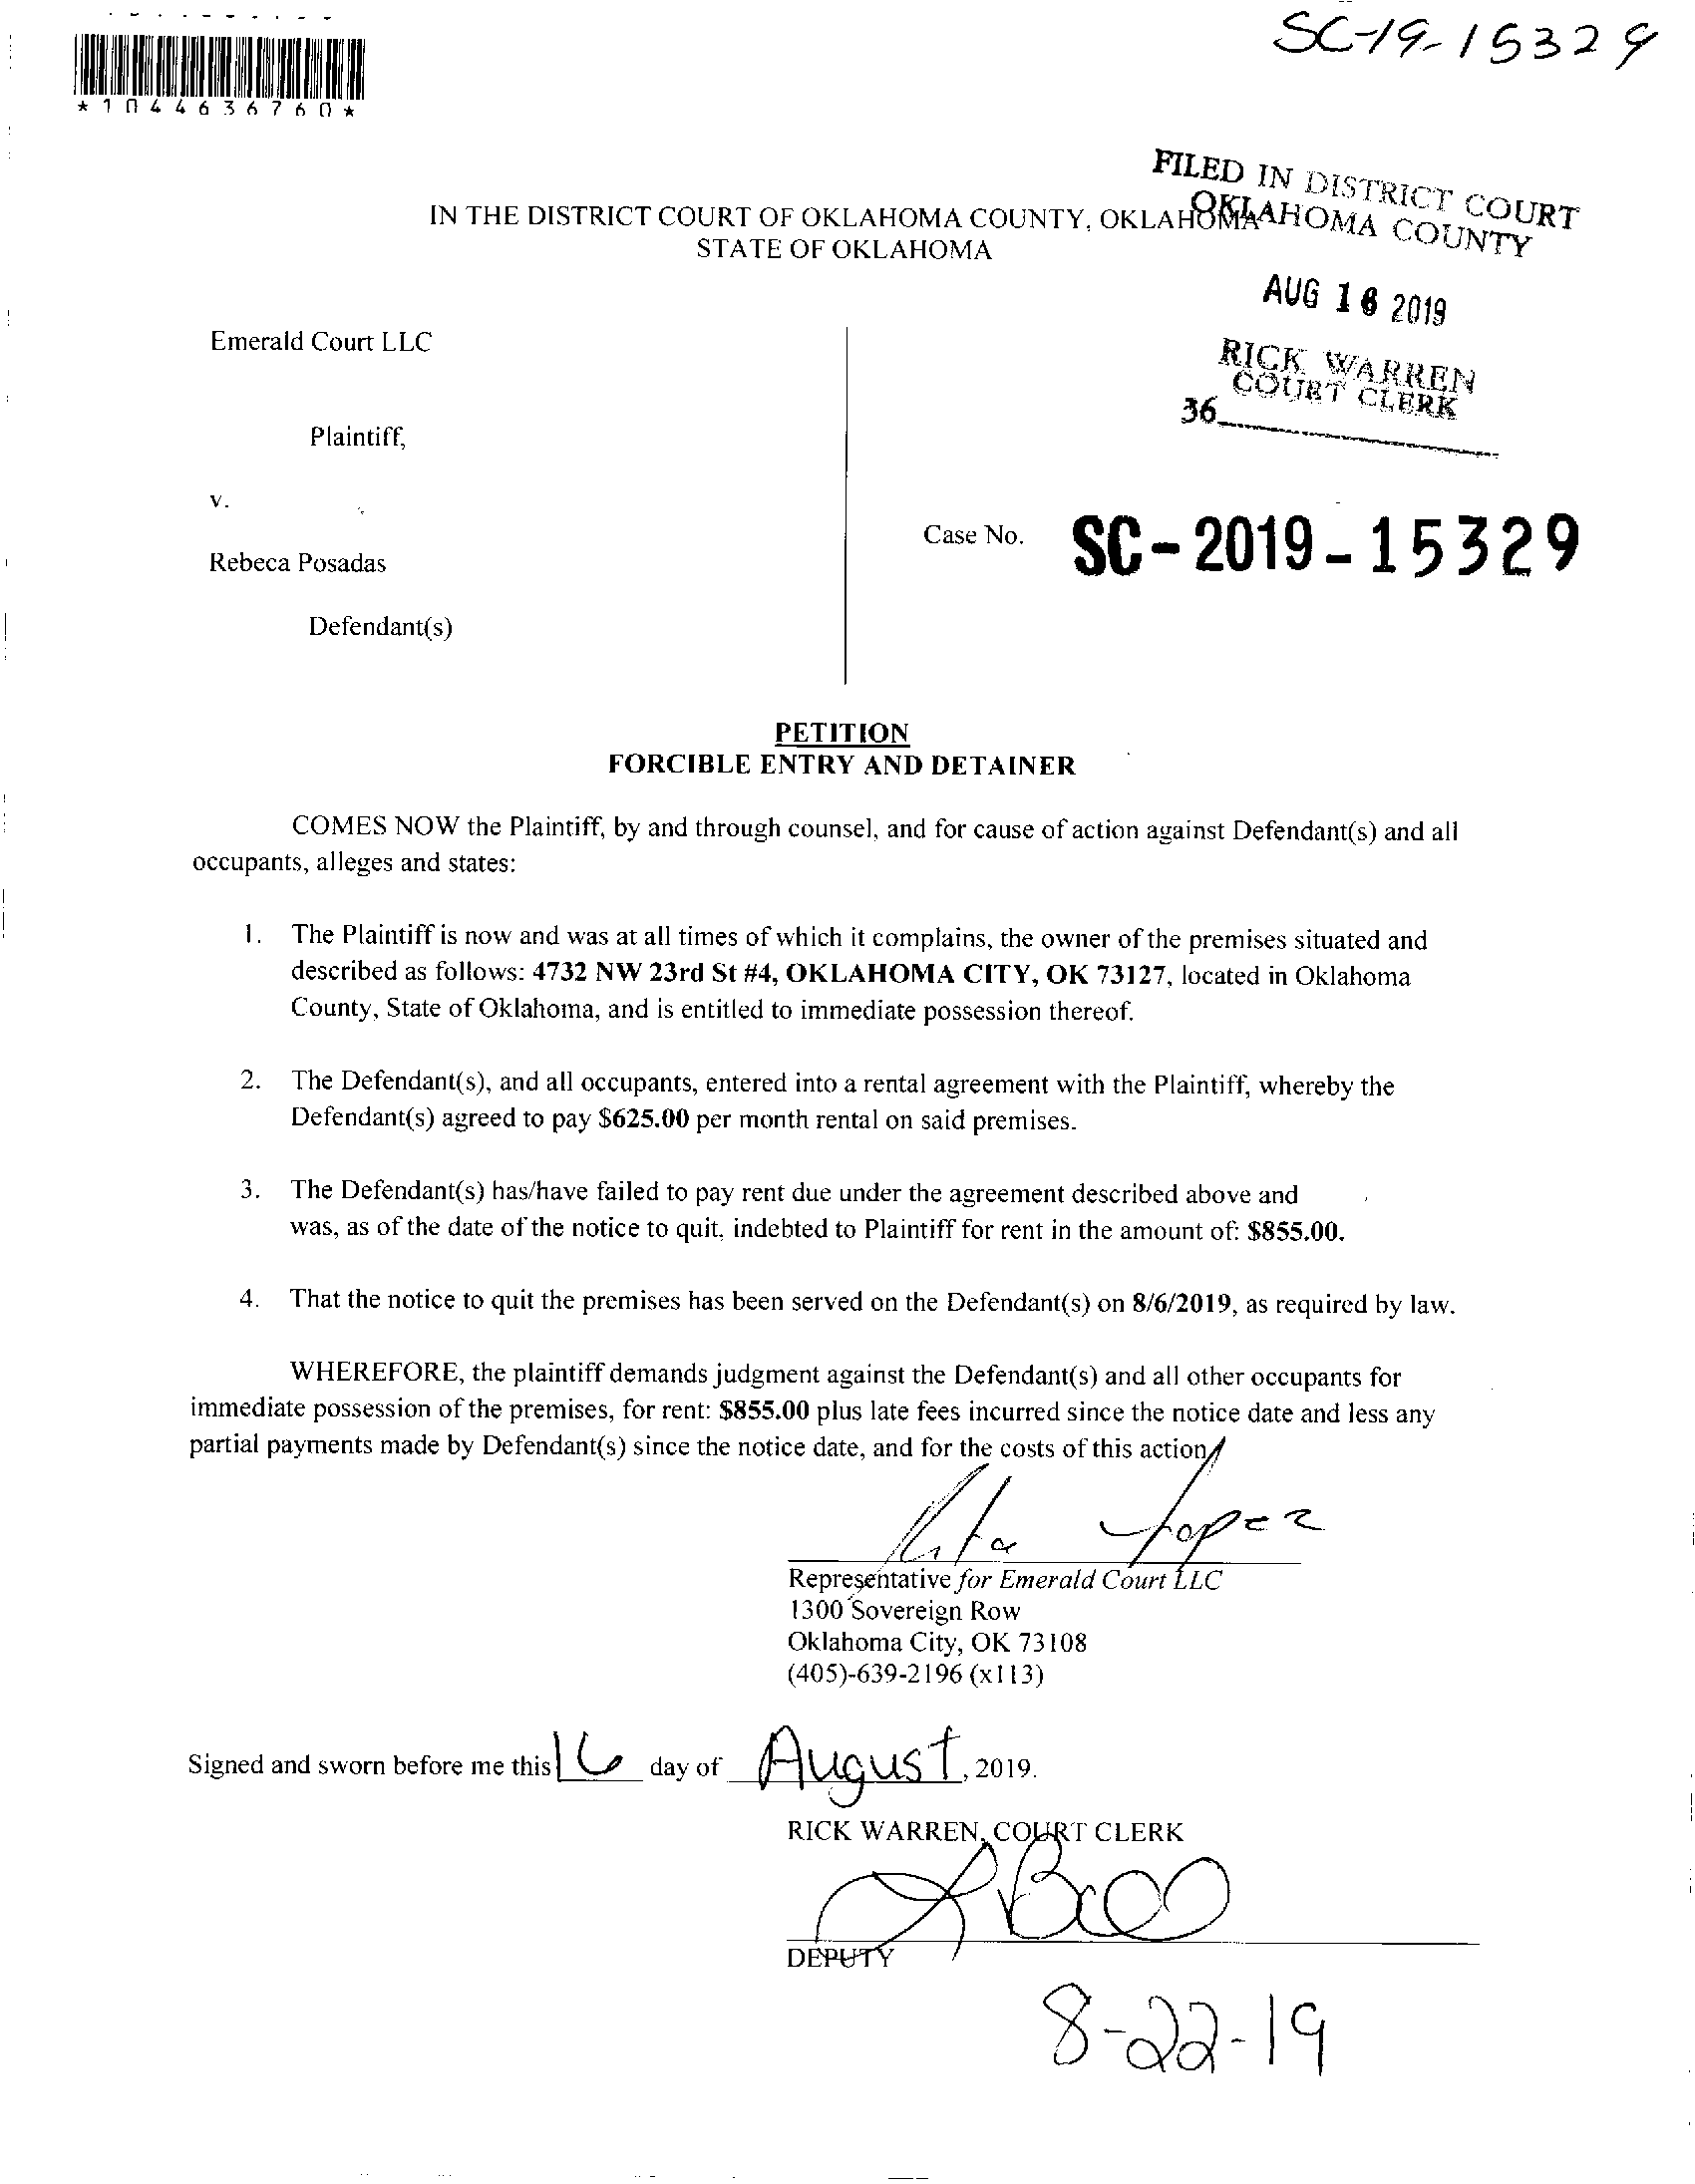 SC-19-15329
*1044636760*
FILED IN DISTRICT COURT
OKLAHOMA COUNTY
IN THE DISTRICT COURT OF OKLAHOMA COUNTY, OKLAHOMA
STATE OF OKLAHOMA
AUG 16 2019
RICK WARREN
COURT CLERK
36
Emerald Court LLC
Plaintiff,
v.
Case No. SC-2019-15329
Rebeca Posadas
Defendant(s)
PETITION
FORCIBLE ENTRY AND DETAINER
COMES NOW the Plaintiff, by and through counsel, and for cause of action against Defendant(s) and all
occupants, alleges and states:
1. The Plaintiff is now and was at all times of which it complains, the owner of the premises situated and
described as follows: 4732 NW 23rd St #4, OKLAHOMA CITY, OK 73127, located in Oklahoma
County, State of Oklahoma, and is entitled to immediate possession thereof.
2. The Defendant(s), and all occupants, entered into a rental agreement with the Plaintiff, whereby the
Defendant(s) agreed to pay $625.00 per month rental on said premises.
3. The Defendant(s) has/have failed to pay rent due under the agreement described above and
was, as of the date of the notice to quit, indebted to Plaintiff for rent in the amount of: $855.00.
4. That the notice to quit the premises has been served on the Defendant(s) on 8/6/2019, as required by law.
WHEREFORE, the plaintiff demands judgment against the Defendant(s) and all other occupants for
immediate possession of the premises, for rent: $855.00 plus late fees incurred since the notice date and less any
partial payments made by Defendant(s) since the notice date, and for the costs of this action
Rita Lopez
Representative for Emerald Court LLC
1300 Sovereign Row
Oklahoma City, OK 73108
(405)-639-2196 (x113)
Signed and sworn before me this 16 day of August, 2019.
RICK WARREN, COURT CLERK
DEPUTY
8-22-19